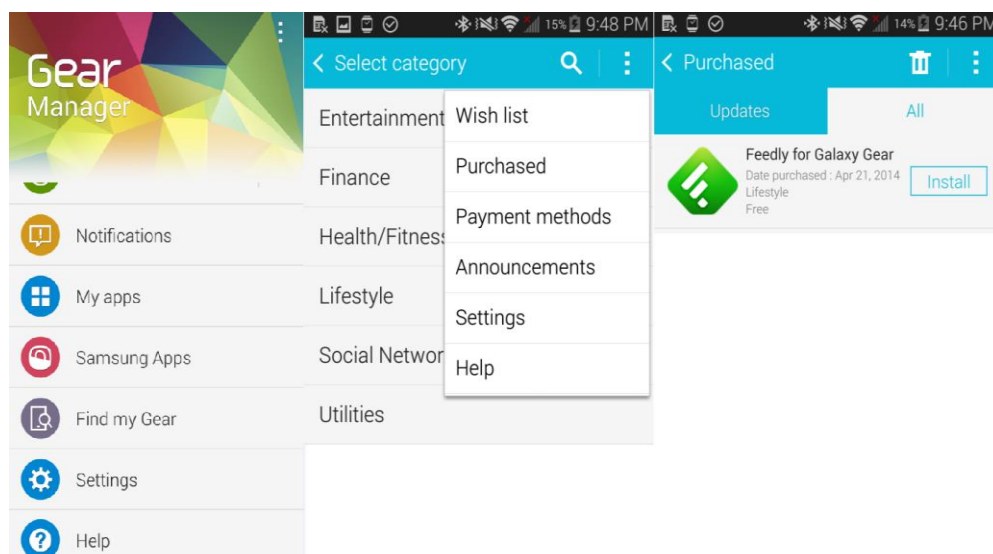 Gear
Manager
Notifications
My apps
Samsung Apps
Find my Gear
Settings
Help
15% 9:48 PM
Select category
Entertainment
Finance
Health/Fitness
Lifestyle
Social Networ
Utilities
Wish list
Purchased
Payment methods
Announcements
Settings
Help
14% 9:46 PM
Purchased
Updates
All
Feedly for Galaxy Gear
Date purchased : Apr 21, 2014
Lifestyle
Free
Install